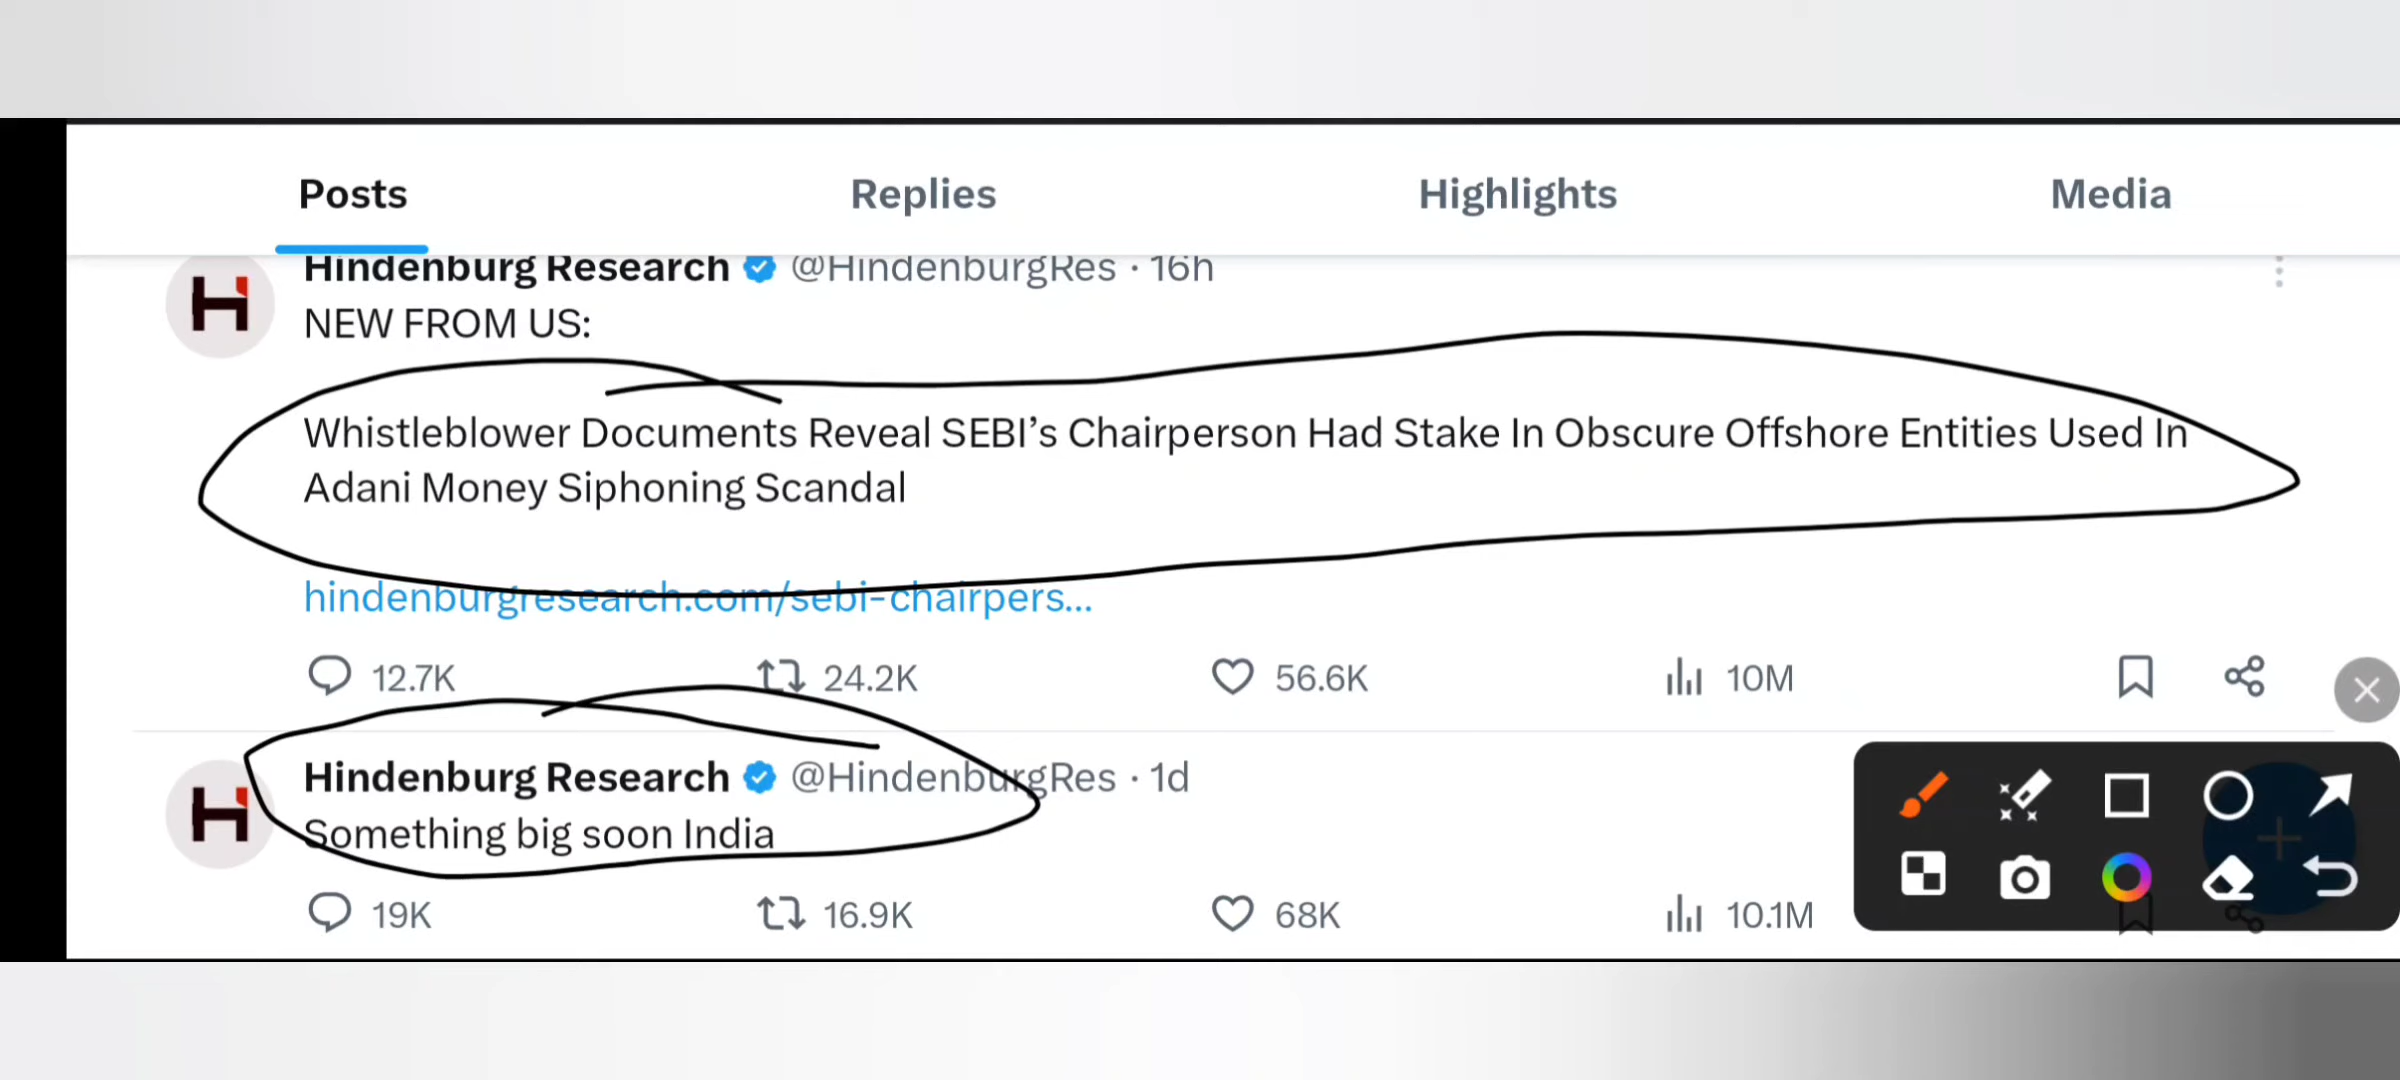 Posts Replies Highlights Media
Hindenburg Research @HindenburgRes · 16h
NEW FROM US:
Whistleblower Documents Reveal SEBI’s Chairperson Had Stake In Obscure Offshore Entities Used In
Adani Money Siphoning Scandal
hindenburgresearch.com/sebi-chairpers...
12.7K 24.2K 56.6K 10M
Hindenburg Research @HindenburgRes · 1d
Something big soon India
19K 16.9K 68K 10.1M